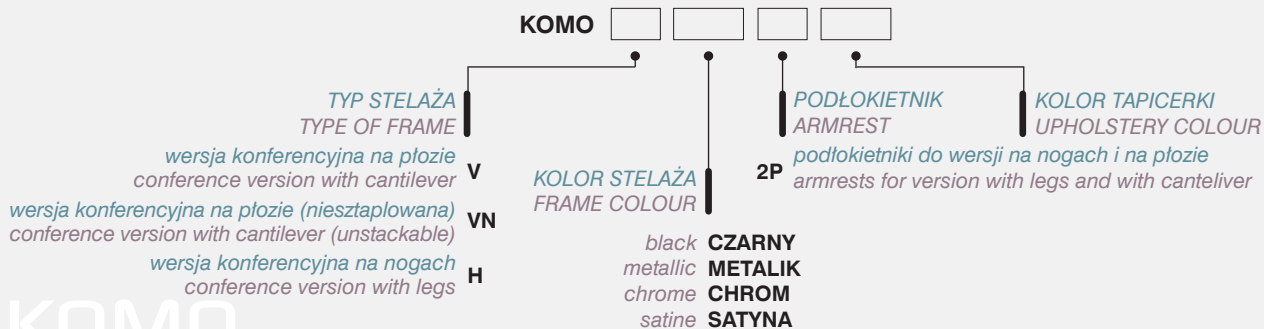 KOMO
TYP STELAŻA
TYPE OF FRAME
wersja konferencyjna na płozie
conference version with cantilever
V
wersja konferencyjna na płozie (niesztaplowana)
conference version with cantilever (unstackable)
VN
wersja konferencyjna na nogach
conference version with legs
H
KOLOR STELAŻA
FRAME COLOUR
black CZARNY
metallic METALIK
chrome CHROM
satine SATYNA
PODŁOKIETNIK
ARMREST
2P
podłokietniki do wersji na nogach i na płozie
armrests for version with legs and with canteliver
KOLOR TAPICERKI
UPHOLSTERY COLOUR
KOMO